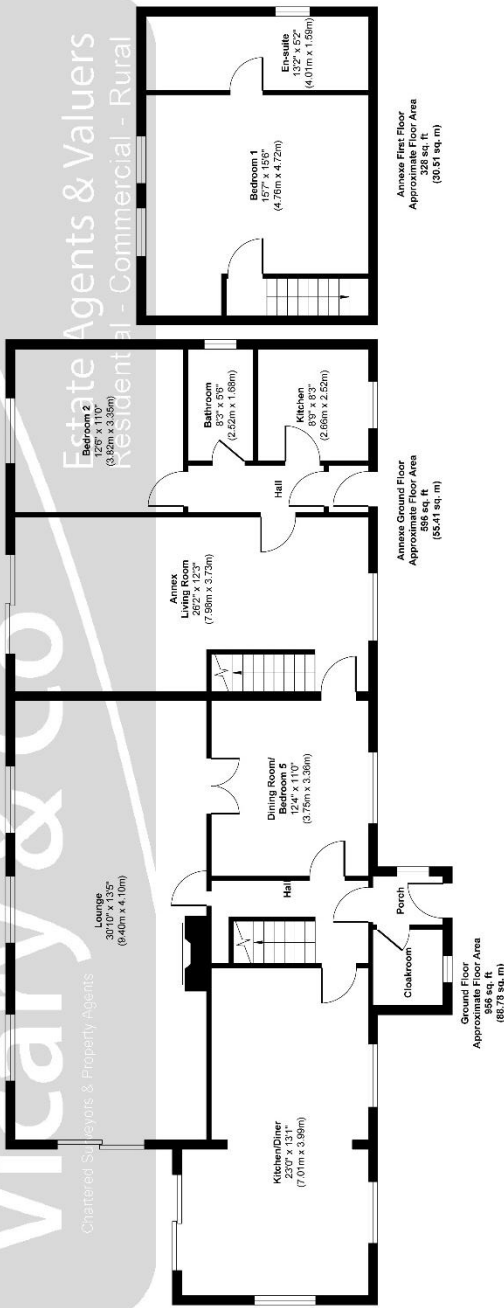 Vicary & Co
Chartered Surveyors & Property Agents
Estate Agents & Valuers
Residential - Commercial - Rural
Lounge
30'10" x 13'5"
(9.40m x 4.10m)
Kitchen/Diner
23'0" x 13'1"
(7.01m x 3.99m)
Hall
Dining Room/
Bedroom 5
12'4" x 11'0"
(3.75m x 3.36m)
Cloakroom
Porch
Ground Floor
Approximate Floor Area
956 sq. ft
(88.78 sq. m)
Annex
Living Room
26'2" x 12'3"
(7.98m x 3.73m)
Bedroom 2
12'6" x 11'0"
(3.82m x 3.35m)
Bathroom
8'3" x 5'6"
(2.52m x 1.68m)
Hall
Kitchen
8'9" x 8'3"
(2.66m x 2.52m)
Annexe Ground Floor
Approximate Floor Area
596 sq. ft
(55.41 sq. m)
Bedroom 1
15'7" x 15'6"
(4.76m x 4.72m)
En-suite
13'2" x 5'2"
(4.01m x 1.59m)
Annexe First Floor
Approximate Floor Area
328 sq. ft
(30.51 sq. m)